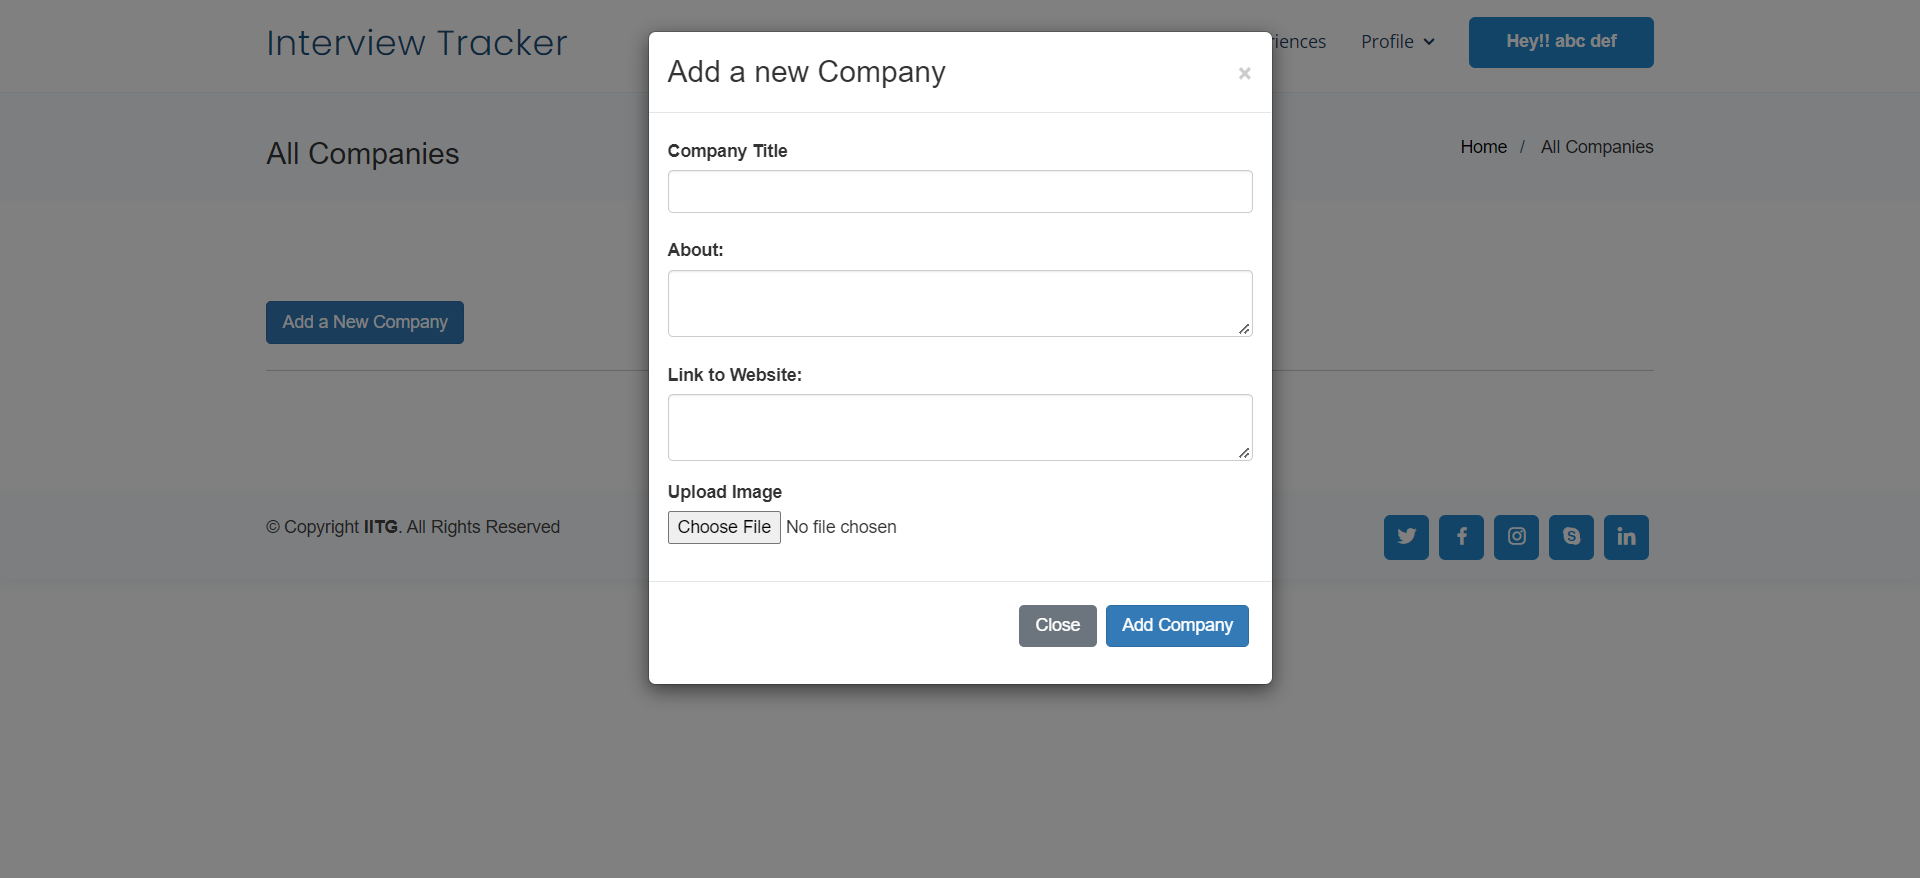 Interview Tracker
Profile
Hey!! abc def
All Companies
Home / All Companies
Add a New Company
Add a new Company
×
Company Title
About:
Link to Website:
Upload Image
Choose File No file chosen
Close
Add Company
© Copyright IITG. All Rights Reserved